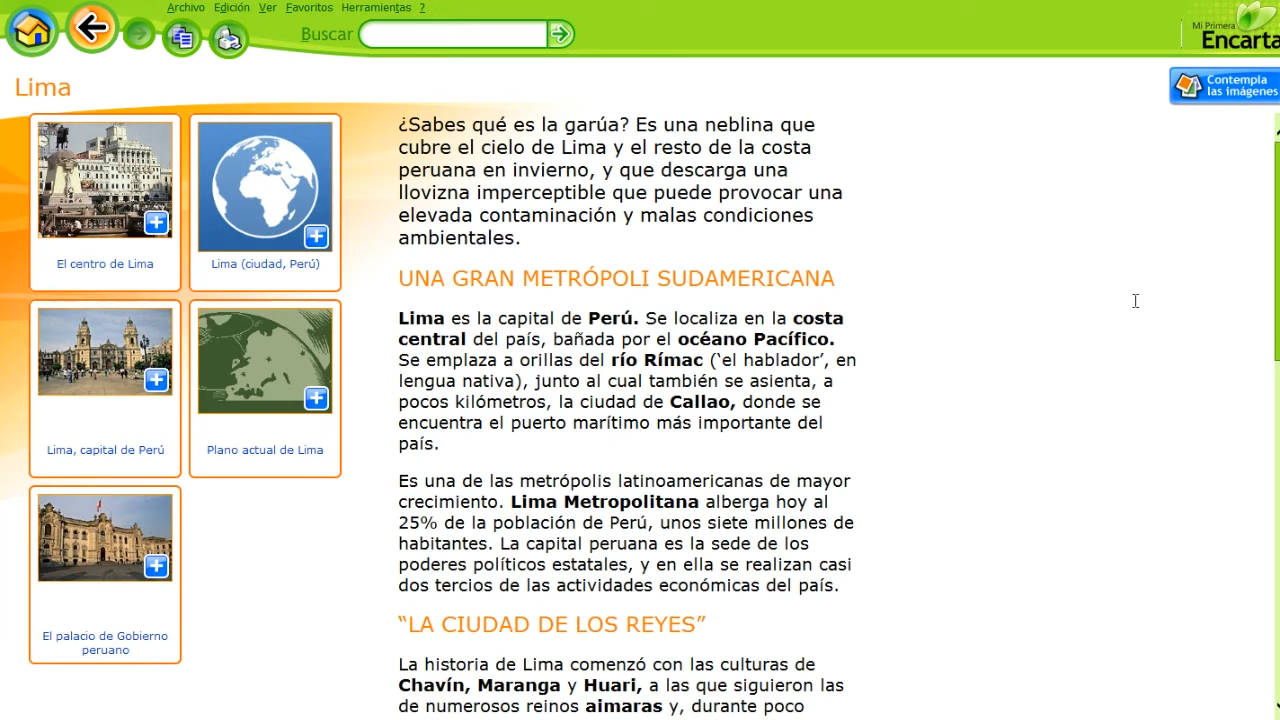 Archivo Edición Ver Favoritos Herramientas ?
Buscar
Mi Primera
Encarta
Lima
Contempla
las imágenes
El centro de Lima
Lima (ciudad, Perú)
Lima, capital de Perú
Plano actual de Lima
El palacio de Gobierno
peruano
¿Sabes qué es la garúa? Es una neblina que
cubre el cielo de Lima y el resto de la costa
peruana en invierno, y que descarga una
llovizna imperceptible que puede provocar una
elevada contaminación y malas condiciones
ambientales.
UNA GRAN METRÓPOLI SUDAMERICANA
Lima es la capital de Perú. Se localiza en la costa
central del país, bañada por el océano Pacífico.
Se emplaza a orillas del río Rímac (‘el hablador’, en
lengua nativa), junto al cual también se asienta, a
pocos kilómetros, la ciudad de Callao, donde se
encuentra el puerto marítimo más importante del
país.
Es una de las metrópolis latinoamericanas de mayor
crecimiento. Lima Metropolitana alberga hoy al
25% de la población de Perú, unos siete millones de
habitantes. La capital peruana es la sede de los
poderes políticos estatales, y en ella se realizan casi
dos tercios de las actividades económicas del país.
“LA CIUDAD DE LOS REYES”
La historia de Lima comenzó con las culturas de
Chavín, Maranga y Huari, a las que siguieron las
de numerosos reinos aimaras y, durante poco